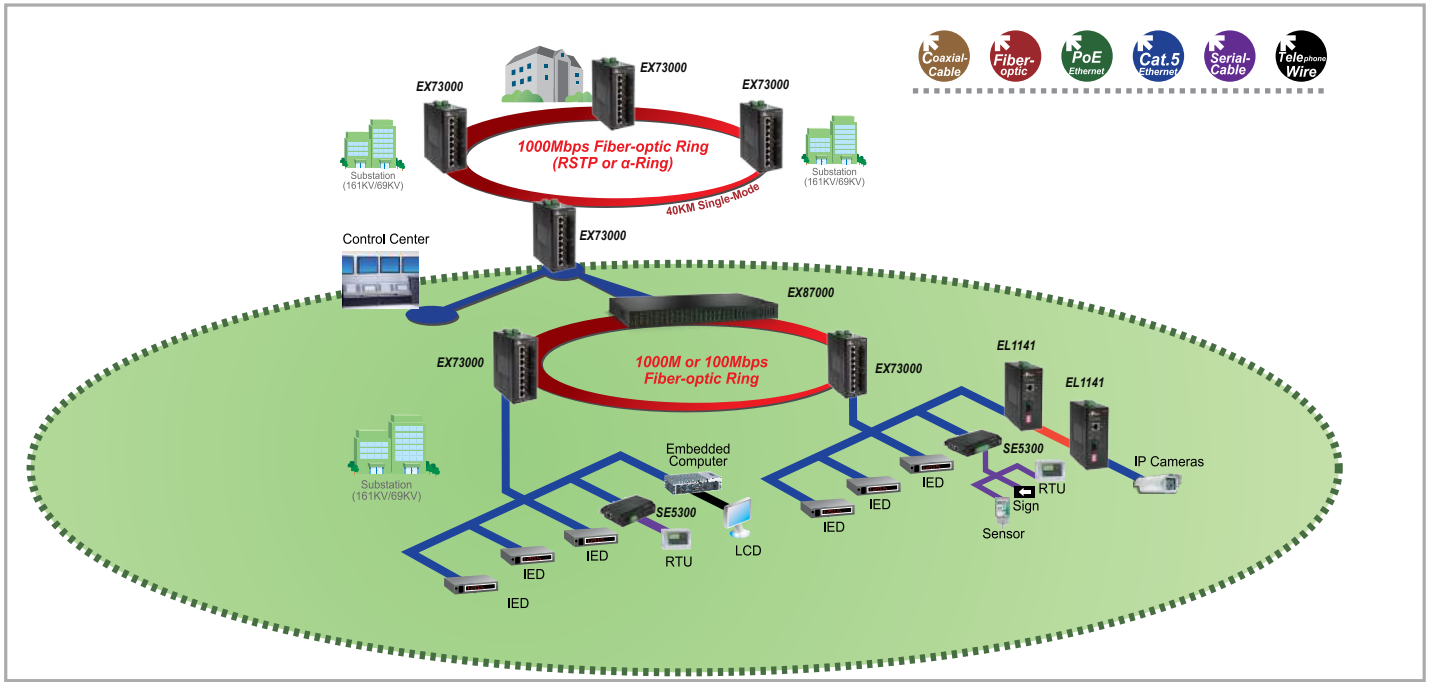 Coaxial-
Cable
Fiber-
optic
PoE
Ethernet
Cat.5
Ethernet
Serial-
Cable
Telephone
Wire
EX73000
EX73000
EX73000
1000Mbps Fiber-optic Ring
(RSTP or α-Ring)
Substation
(161KV/69KV)
Substation
(161KV/69KV)
40KM Single-Mode
EX73000
Control Center
EX87000
EX73000
1000M or 100Mbps
Fiber-optic Ring
EX73000
EL1141
EL1141
SE5300
IP Cameras
RTU
Sign
Sensor
IED
IED
IED
Embedded
Computer
Substation
(161KV/69KV)
SE5300
LCD
RTU
IED
IED
IED